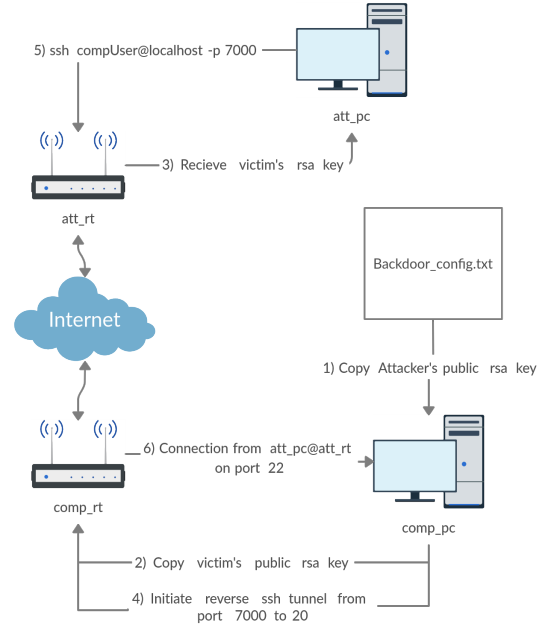 5) ssh compUser@localhost -p 7000
att_pc
3) Recieve victim's rsa key
att_rt
Backdoor_config.txt
Internet
1) Copy Attacker's public rsa key
6) Connection from att_pc@att_rt
on port 22
comp_rt
comp_pc
2) Copy victim's public rsa key
4) Initiate reverse ssh tunnel from
port 7000 to 20